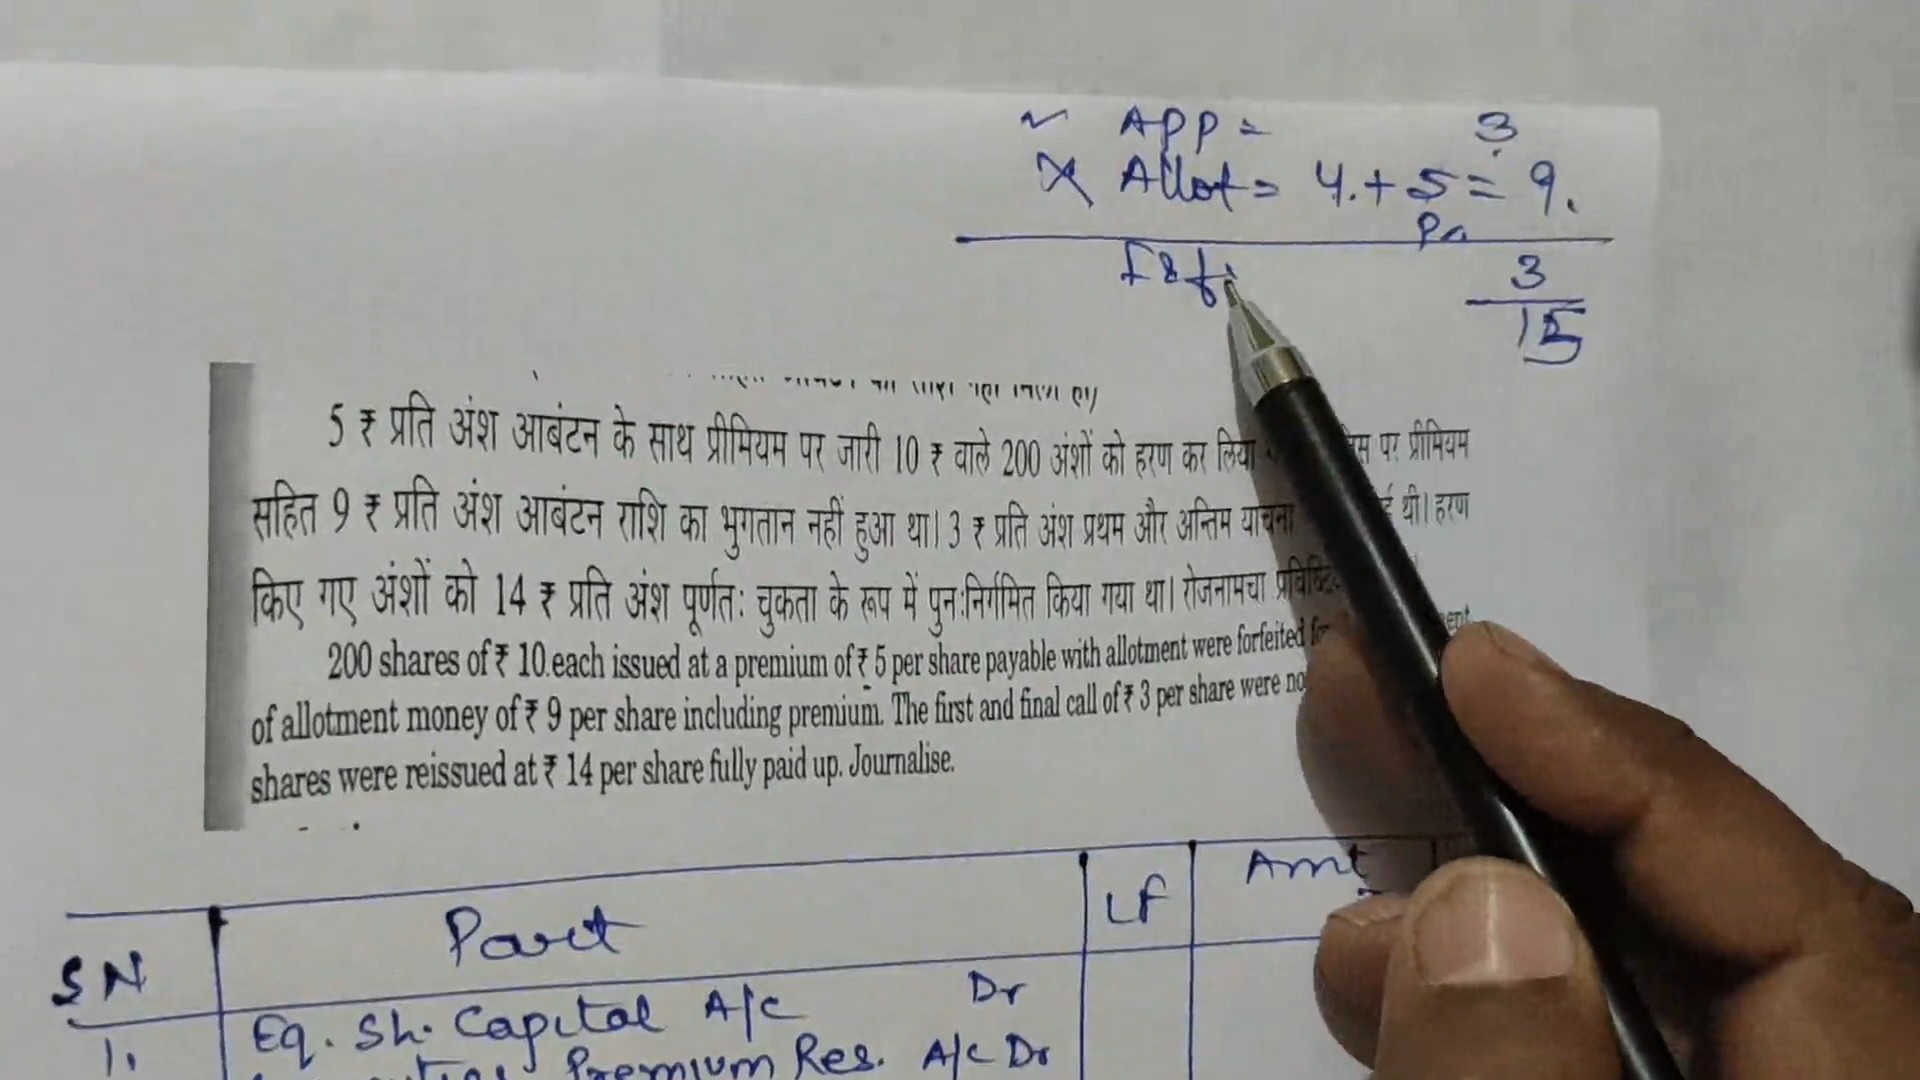 ~ APP = 3
X Allot = 4. + 5 = 9.
Pa
F & f
3
15
5 ₹ प्रति अंश आबंटन के साथ प्रीमियम पर जारी 10 ₹ वाले 200 अंशों को हरण कर लिया पर प्रीमियम
सहित 9 ₹ प्रति अंश आबंटन राशि का भुगतान नहीं हुआ था। 3 ₹ प्रति अंश प्रथम और अन्तिम याचना थी। हरण
किए गए अंशों को 14 ₹ प्रति अंश पूर्णतः चुकता के रूप में पुनःनिर्गमित किया गया था। रोजनामचा
200 shares of ₹ 10.each issued at a premium of ₹ 5 per share payable with allotment were forfeited
of allotment money of ₹ 9 per share including premium. The first and final call of ₹ 3 per share were
shares were reissued at ₹ 14 per share fully paid up. Journalise.
SN Part LF Amt
1. Eq. Sh. Capital A/c Dr
Premium Res. A/c Dr